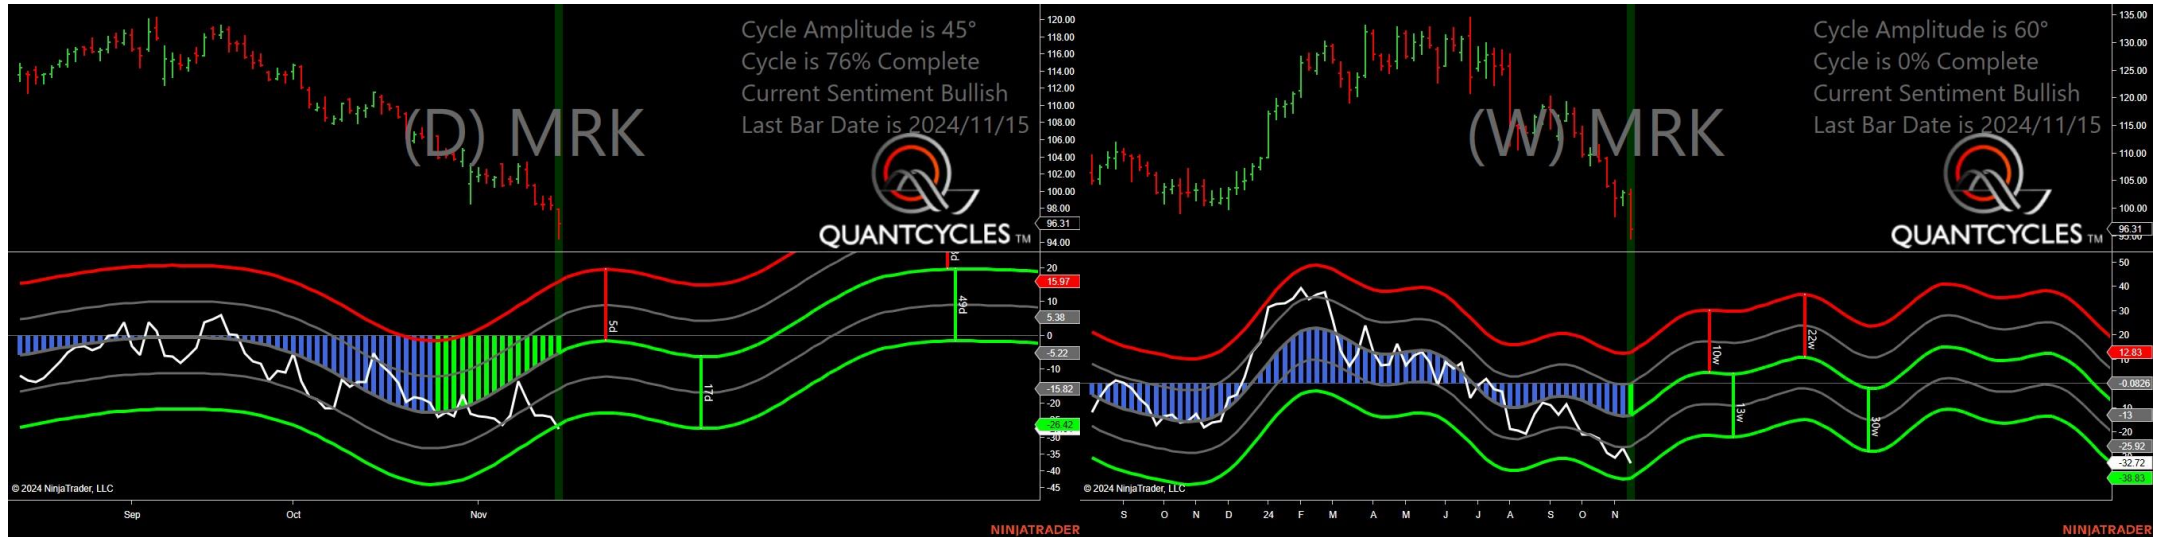 Cycle Amplitude is 45°
Cycle is 76% Complete
Current Sentiment Bullish
Last Bar Date is 2024/11/15
(D) MRK
QUANTCYCLES TM
120.00
118.00
116.00
114.00
112.00
110.00
108.00
106.00
104.00
102.00
100.00
98.00
96.31
94.00
20
15.97
10
5.38
0
-5.22
-10
-15.82
-20
-26.42
-30
-35
-40
-45
5d
17d
49d
© 2024 NinjaTrader, LLC
Sep
Oct
Nov
NINJATRADER
Cycle Amplitude is 60°
Cycle is 0% Complete
Current Sentiment Bullish
Last Bar Date is 2024/11/15
(W) MRK
QUANTCYCLES TM
135.00
130.00
125.00
120.00
115.00
110.00
105.00
100.00
96.31
50
40
30
20
12.83
-0.0826
-13
-20
-25.92
-32.72
-38.83
10w
22w
13w
30w
© 2024 NinjaTrader, LLC
S
O
N
D
24
F
M
A
M
J
J
A
S
O
N
NINJATRADER